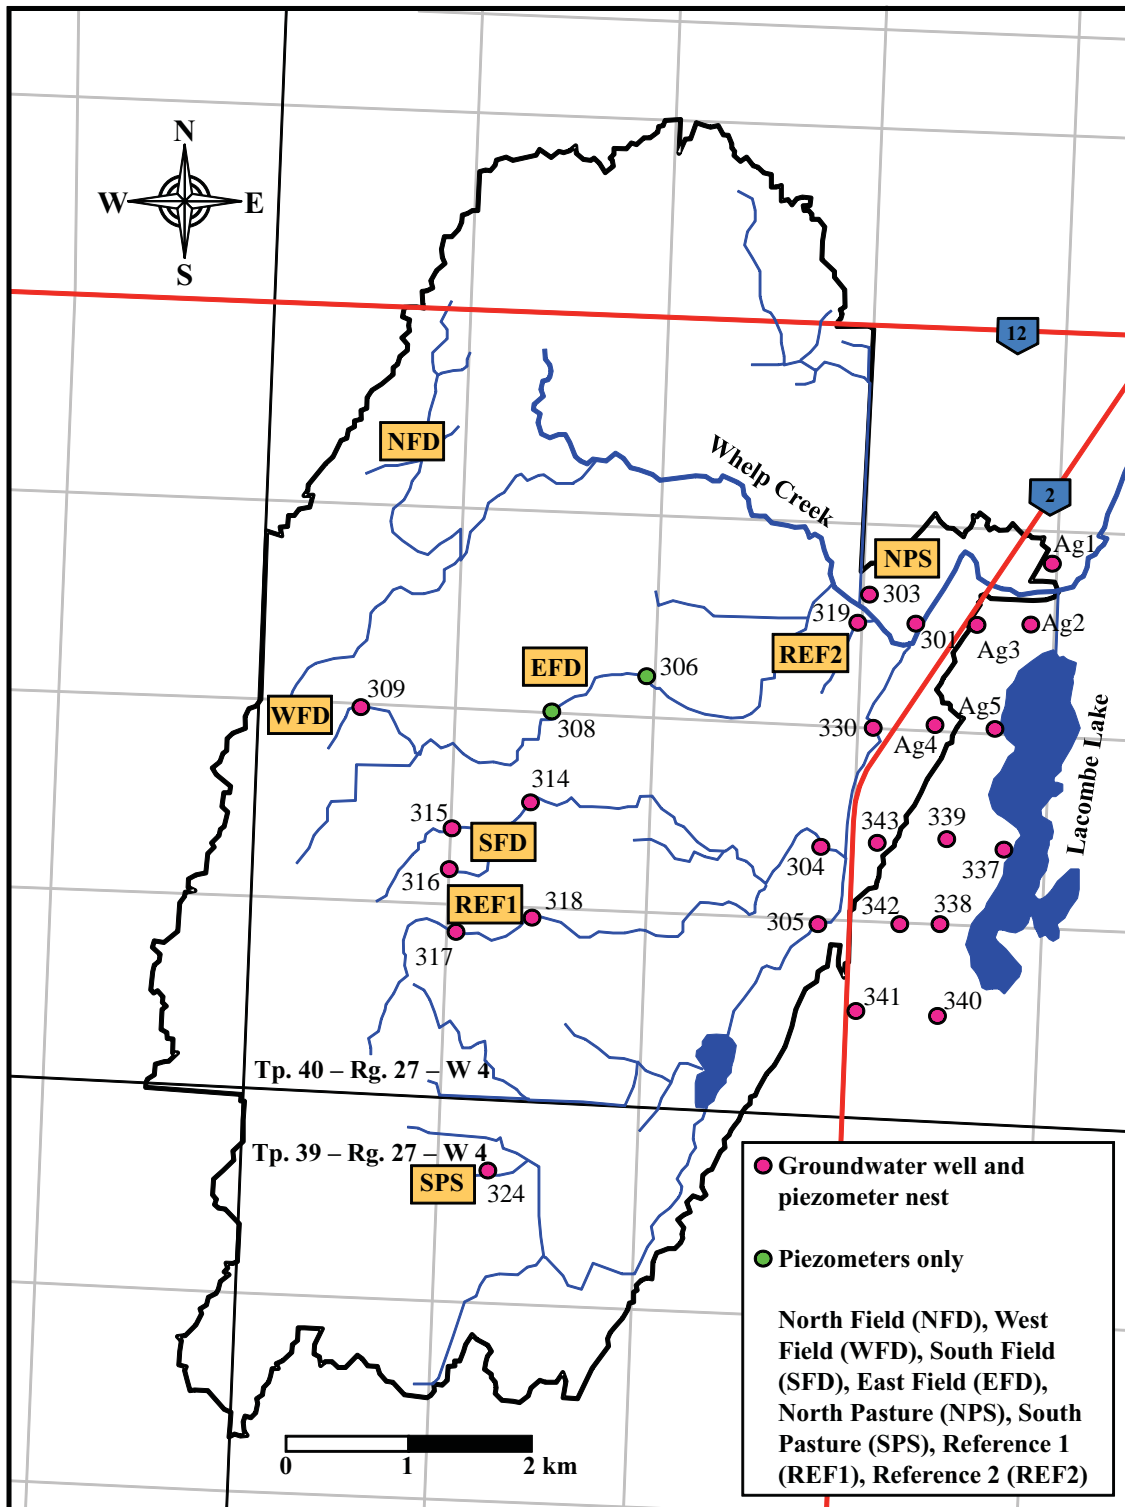 N
W
E
S
12
NFD
Whelp Creek
2
NPS
Ag1
303
319
301
Ag2
Ag3
REF2
EFD
306
309
WFD
308
330
Ag5
Ag4
Lacombe Lake
314
315
SFD
343
339
304
337
316
REF1
318
317
305
342
338
341
340
Tp. 40 – Rg. 27 – W 4
Tp. 39 – Rg. 27 – W 4
SPS
324
Groundwater well and
piezometer nest
Piezometers only
North Field (NFD), West
Field (WFD), South Field
(SFD), East Field (EFD),
North Pasture (NPS), South
Pasture (SPS), Reference 1
(REF1), Reference 2 (REF2)
0 1 2 km